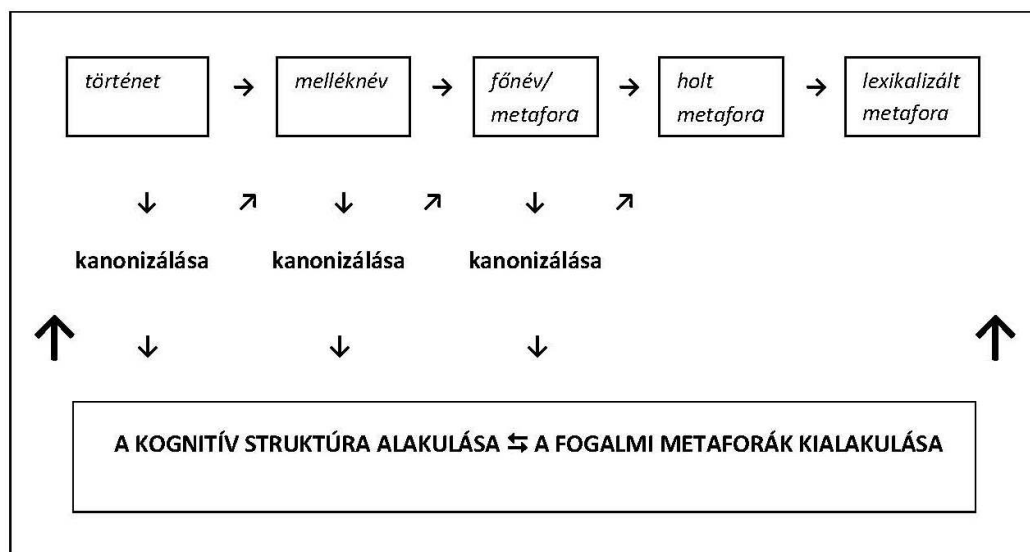 történet → melléknév → főnév/ → holt → lexikalizált
metafora metafora metafora
↓ ↗ ↓ ↗ ↓ ↗
kanonizálása kanonizálása kanonizálása
↑ ↓ ↓ ↓ ↑
A KOGNITÍV STRUKTÚRA ALAKULÁSA ⇆ A FOGALMI METAFORÁK KIALAKULÁSA